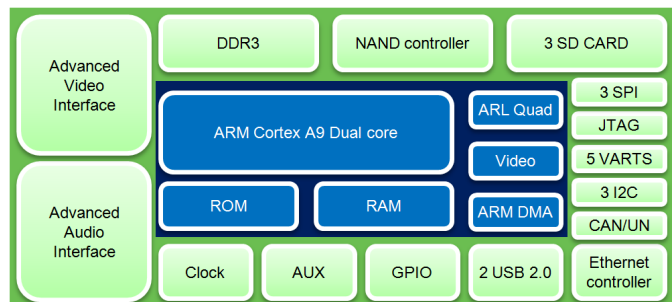 Advanced
Video
Interface
DDR3
NAND controller
3 SD CARD
ARM Cortex A9 Dual core
ARL Quad
Video
ROM
RAM
ARM DMA
3 SPI
JTAG
5 VARTS
3 I2C
CAN/UN
Advanced
Audio
Interface
Clock
AUX
GPIO
2 USB 2.0
Ethernet
controller